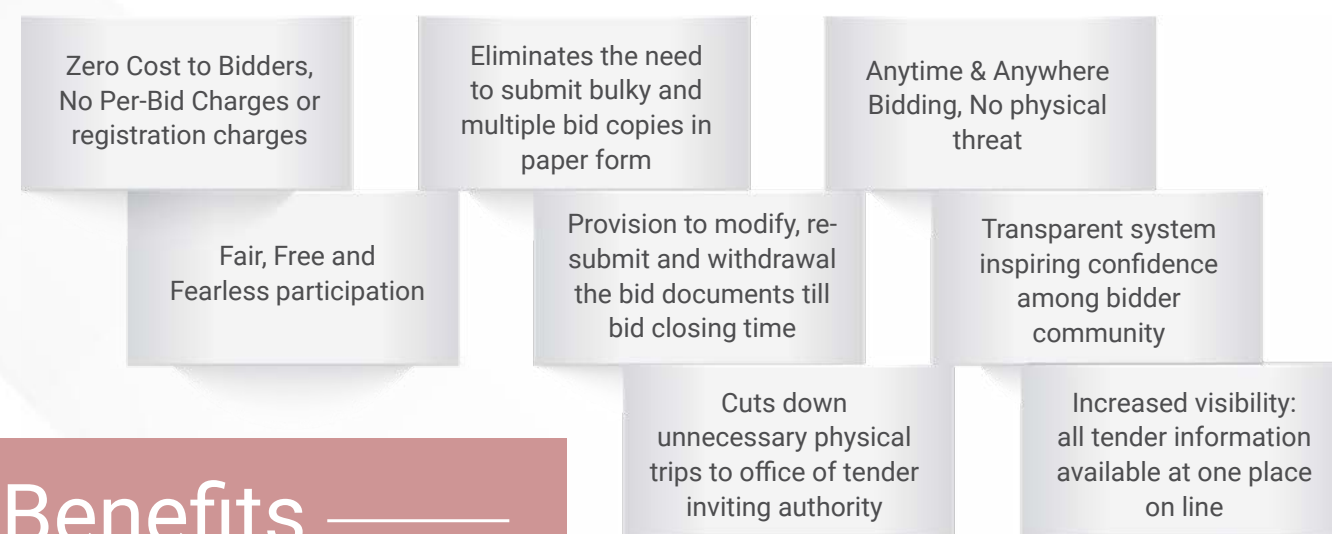 Zero Cost to Bidders,
No Per-Bid Charges or
registration charges
Eliminates the need
to submit bulky and
multiple bid copies in
paper form
Anytime & Anywhere
Bidding, No physical
threat
Fair, Free and
Fearless participation
Provision to modify, re-
submit and withdrawal
the bid documents till
bid closing time
Transparent system
inspiring confidence
among bidder
community
Cuts down
unnecessary physical
trips to office of tender
inviting authority
Increased visibility:
all tender information
available at one place
on line
Benefits